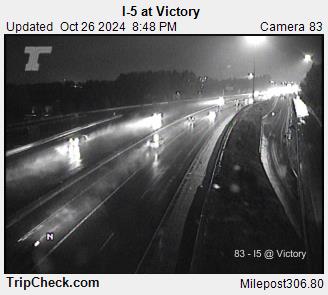 I-5 at Victory
Updated Oct 26 2024 8:48 PM Camera 83
T
N
83 - I5 @ Victory
TripCheck.com Milepost306.80